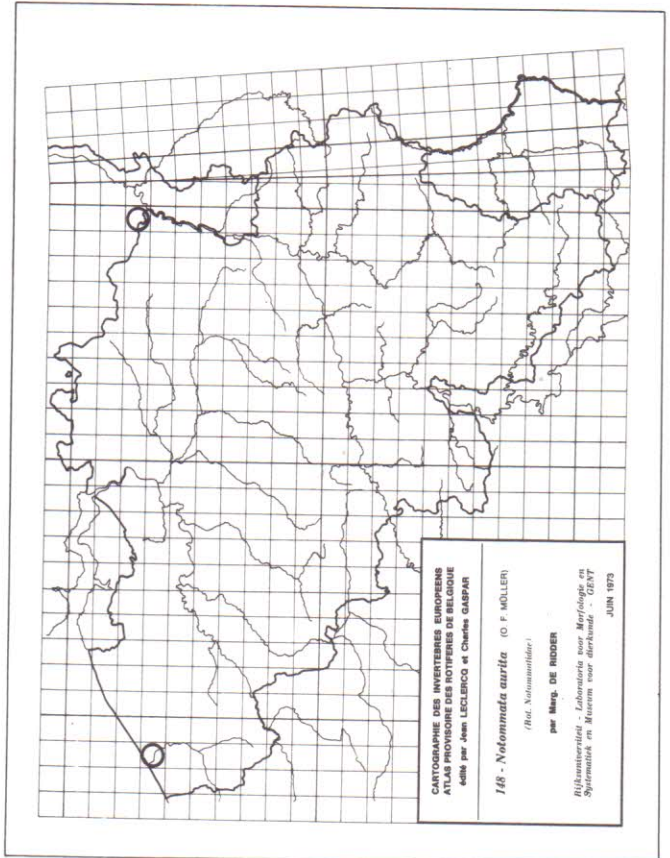 CARTOGRAPHIE DES INVERTEBRES EUROPEENS
ATLAS PROVISOIRE DES ROTIFERES DE BELGIQUE
édité par Jean LECLERCQ et Charles GASPAR
148 - Notommata aurita (O. F. MÜLLER)
(Rot. Notommatidae)
par Marg. DE RIDDER
Rijksuniversiteit - Laboratoria voor Morfologie en
Systematiek en Museum voor dierkunde - GENT
JUIN 1973